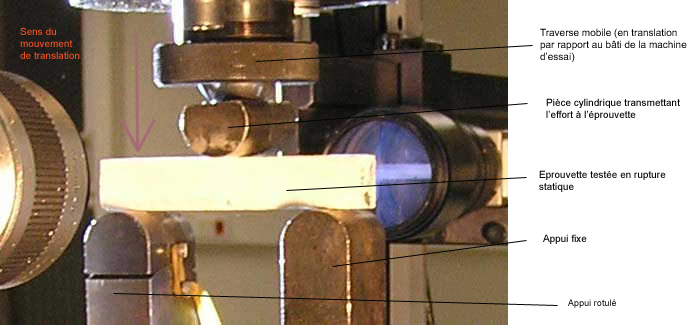 Sens du
mouvement
de translation
Traverse mobile (en translation
par rapport au bâti de la machine
d'essai)
Pièce cylindrique transmettant
l'effort à l'éprouvette
Eprouvette testée en rupture
statique
Appui fixe
Appui rotulé